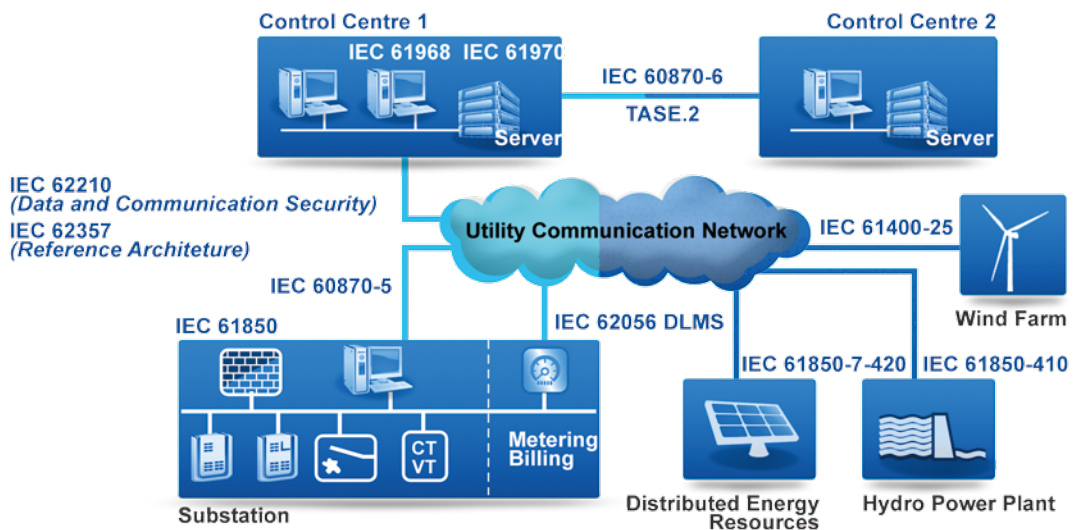 Control Centre 1
Control Centre 2
IEC 61968 IEC 61970
Server
IEC 60870-6
TASE.2
Server
IEC 62210
(Data and Communication Security)
IEC 62357
(Reference Architeture)
Utility Communication Network
IEC 61400-25
Wind Farm
IEC 60870-5
IEC 61850
IEC 62056 DLMS
IEC 61850-7-420
IEC 61850-410
CT
VT
Metering
Billing
Substation
Distributed Energy
Resources
Hydro Power Plant